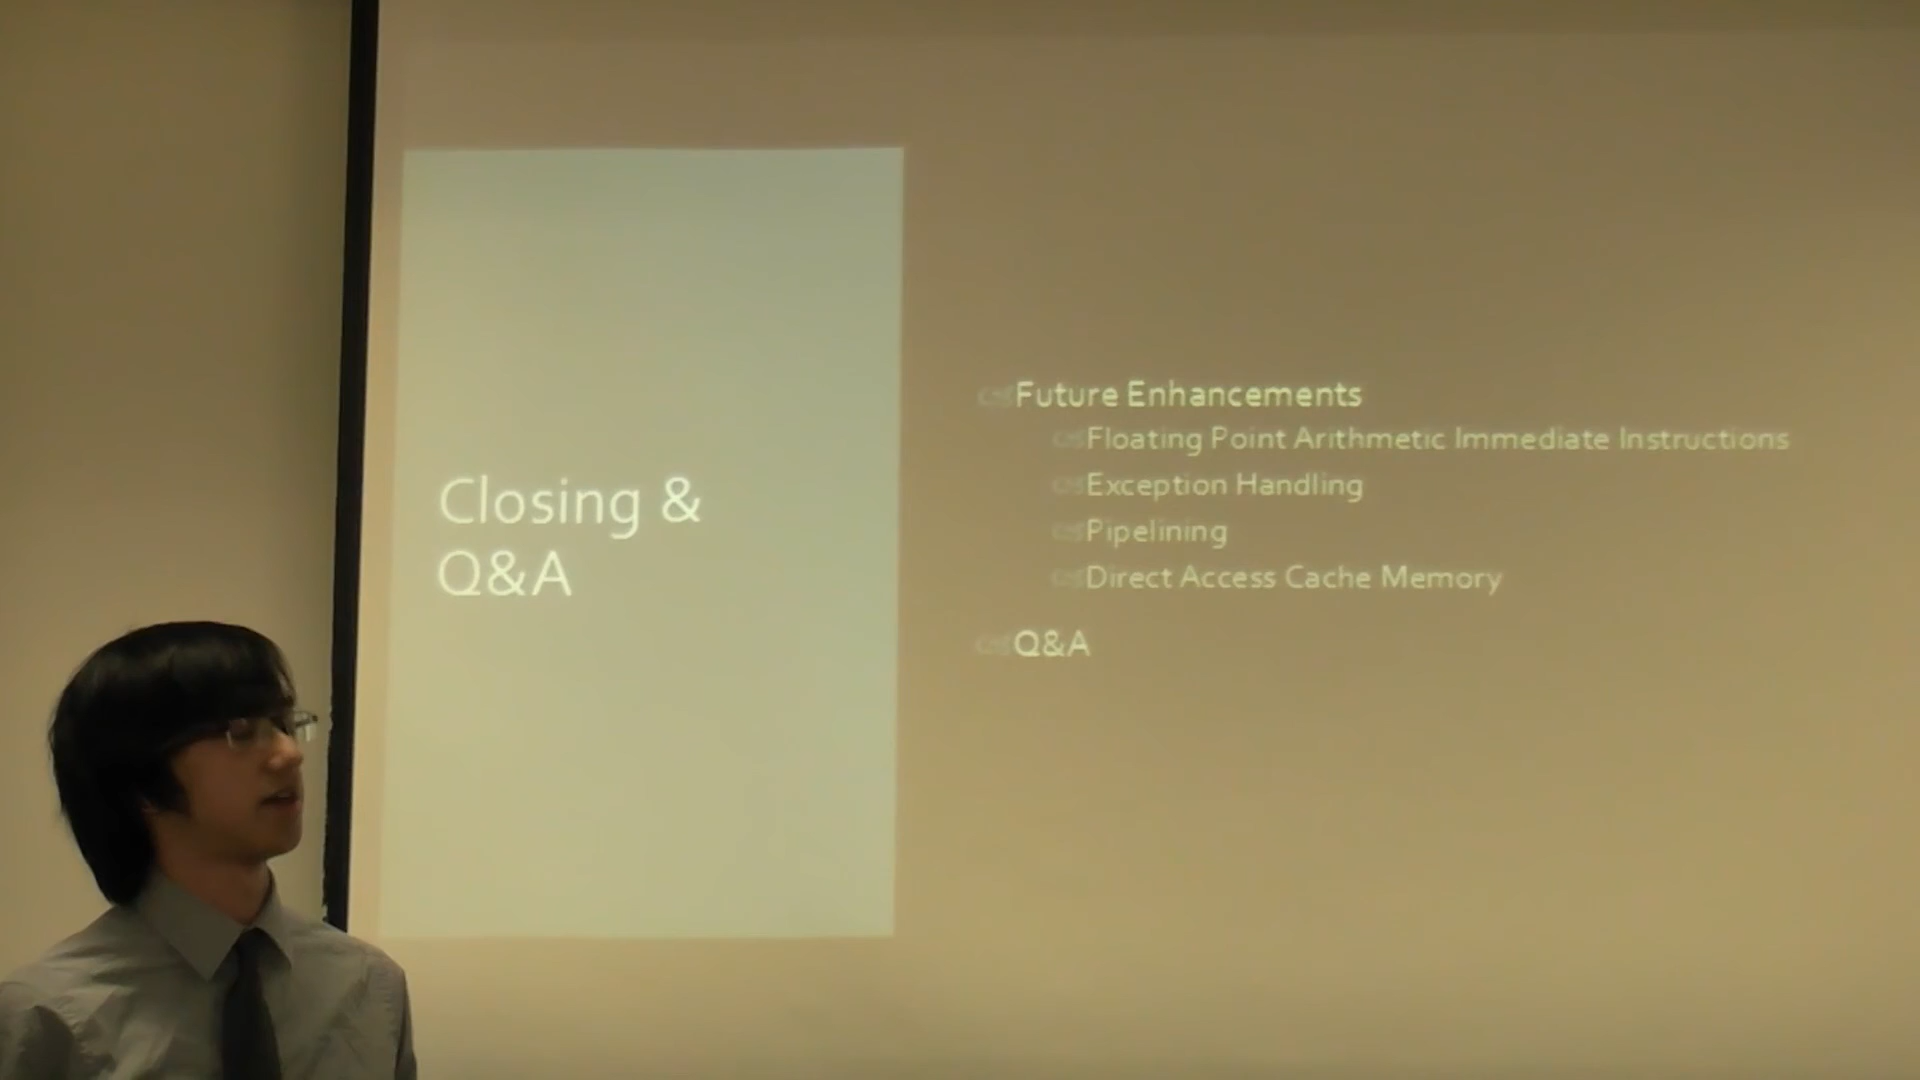 Closing &
Q&A
Future Enhancements
Floating Point Arithmetic Immediate Instructions
Exception Handling
Pipelining
Direct Access Cache Memory
Q&A